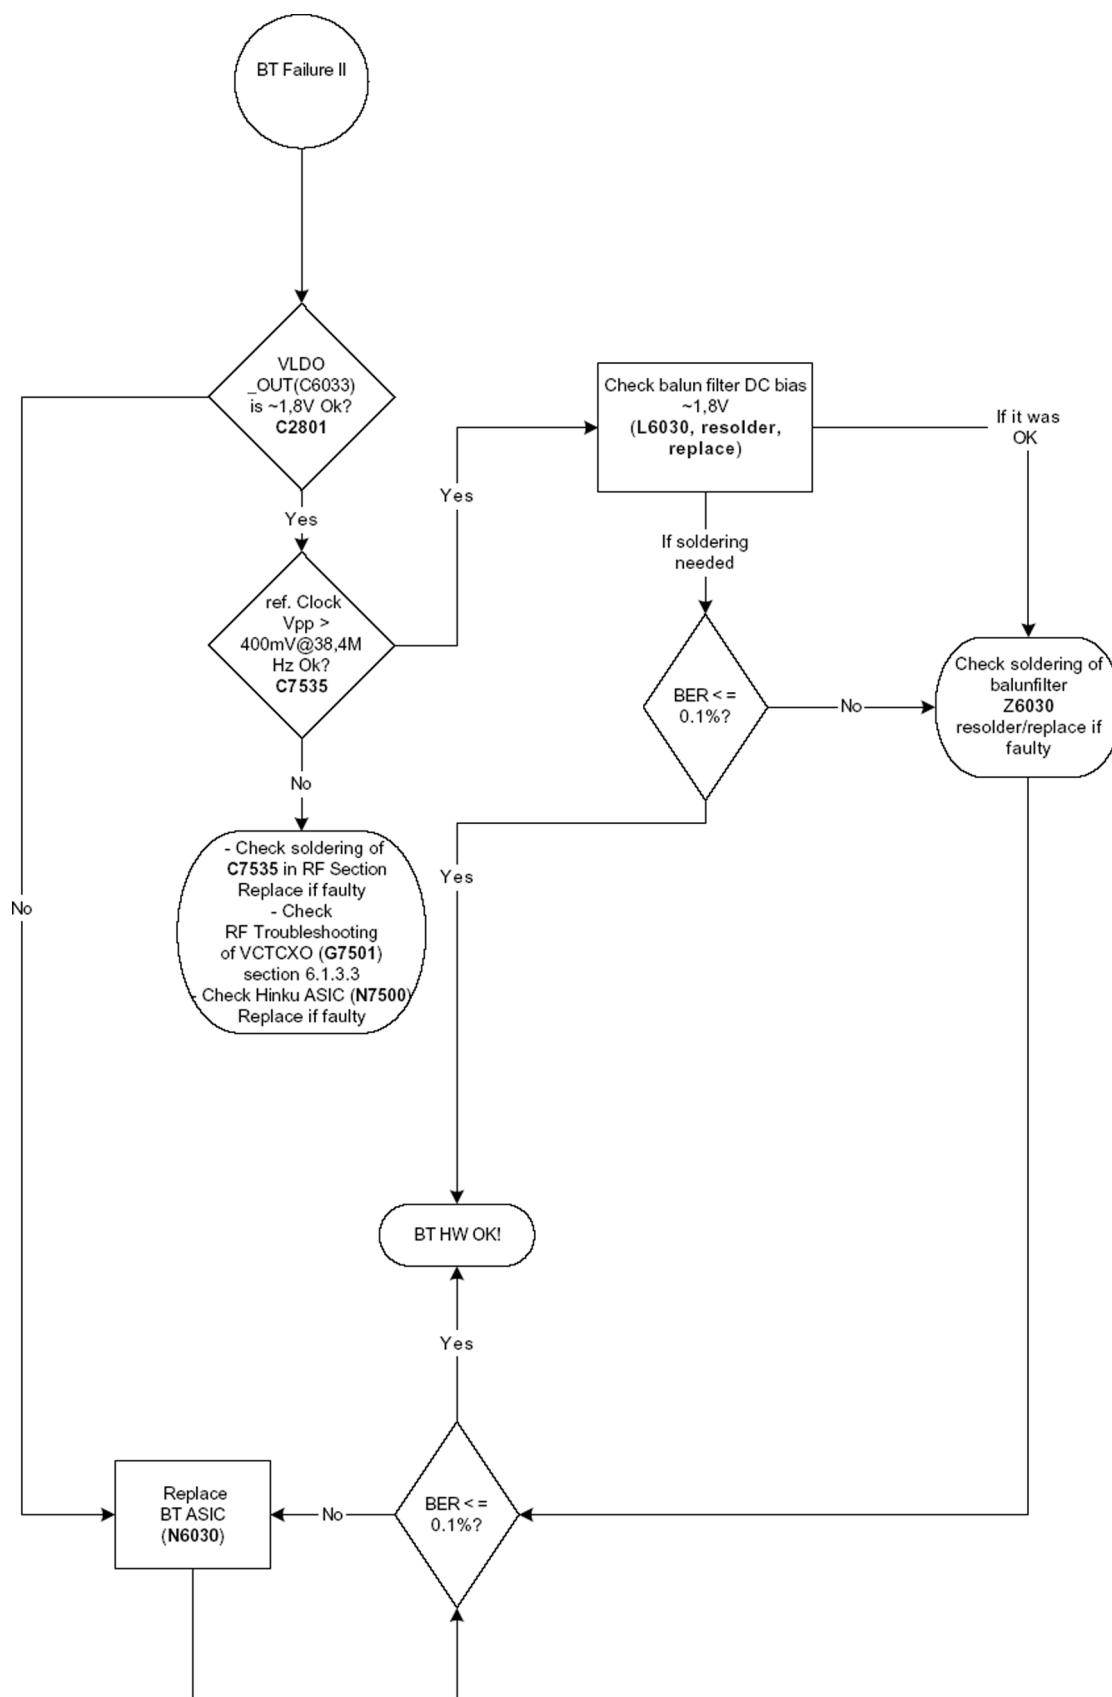 BT Failure II
VLDO
_OUT(C6033)
is ~1,8V Ok?
C2801
Yes
ref. Clock
Vpp >
400mV@38,4M
Hz Ok?
C7535
Yes
Check balun filter DC bias
~1,8V
(L6030, resolder,
replace)
If it was
OK
If soldering
needed
BER < =
0.1%?
No
Check soldering of
balunfilter
Z6030
resolder/replace if
faulty
No
- Check soldering of
C7535 in RF Section
Replace if faulty
- Check
RF Troubleshooting
of VCTCXO (G7501)
section 6.1.3.3
- Check Hinku ASIC (N7500)
Replace if faulty
Yes
No
BT HW OK!
Yes
Replace
BT ASIC
(N6030)
No
BER < =
0.1%?